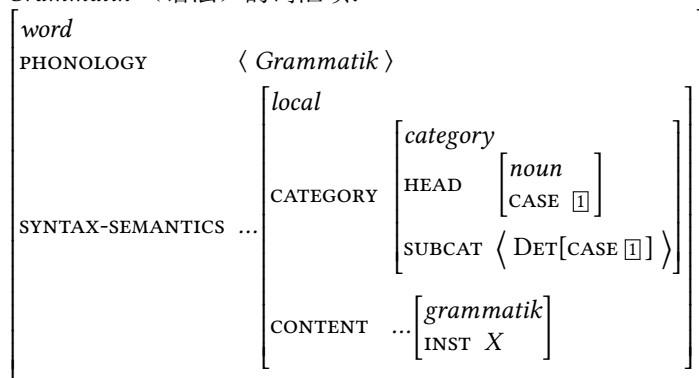 Grammatik （语法）的词汇项:
word
PHONOLOGY ⟨ Grammatik ⟩
local
category
HEAD noun
CASE 1
CATEGORY
SYNTAX-SEMANTICS ...
SUBCAT ⟨ DET[CASE 1] ⟩
CONTENT ... grammatik
INST X